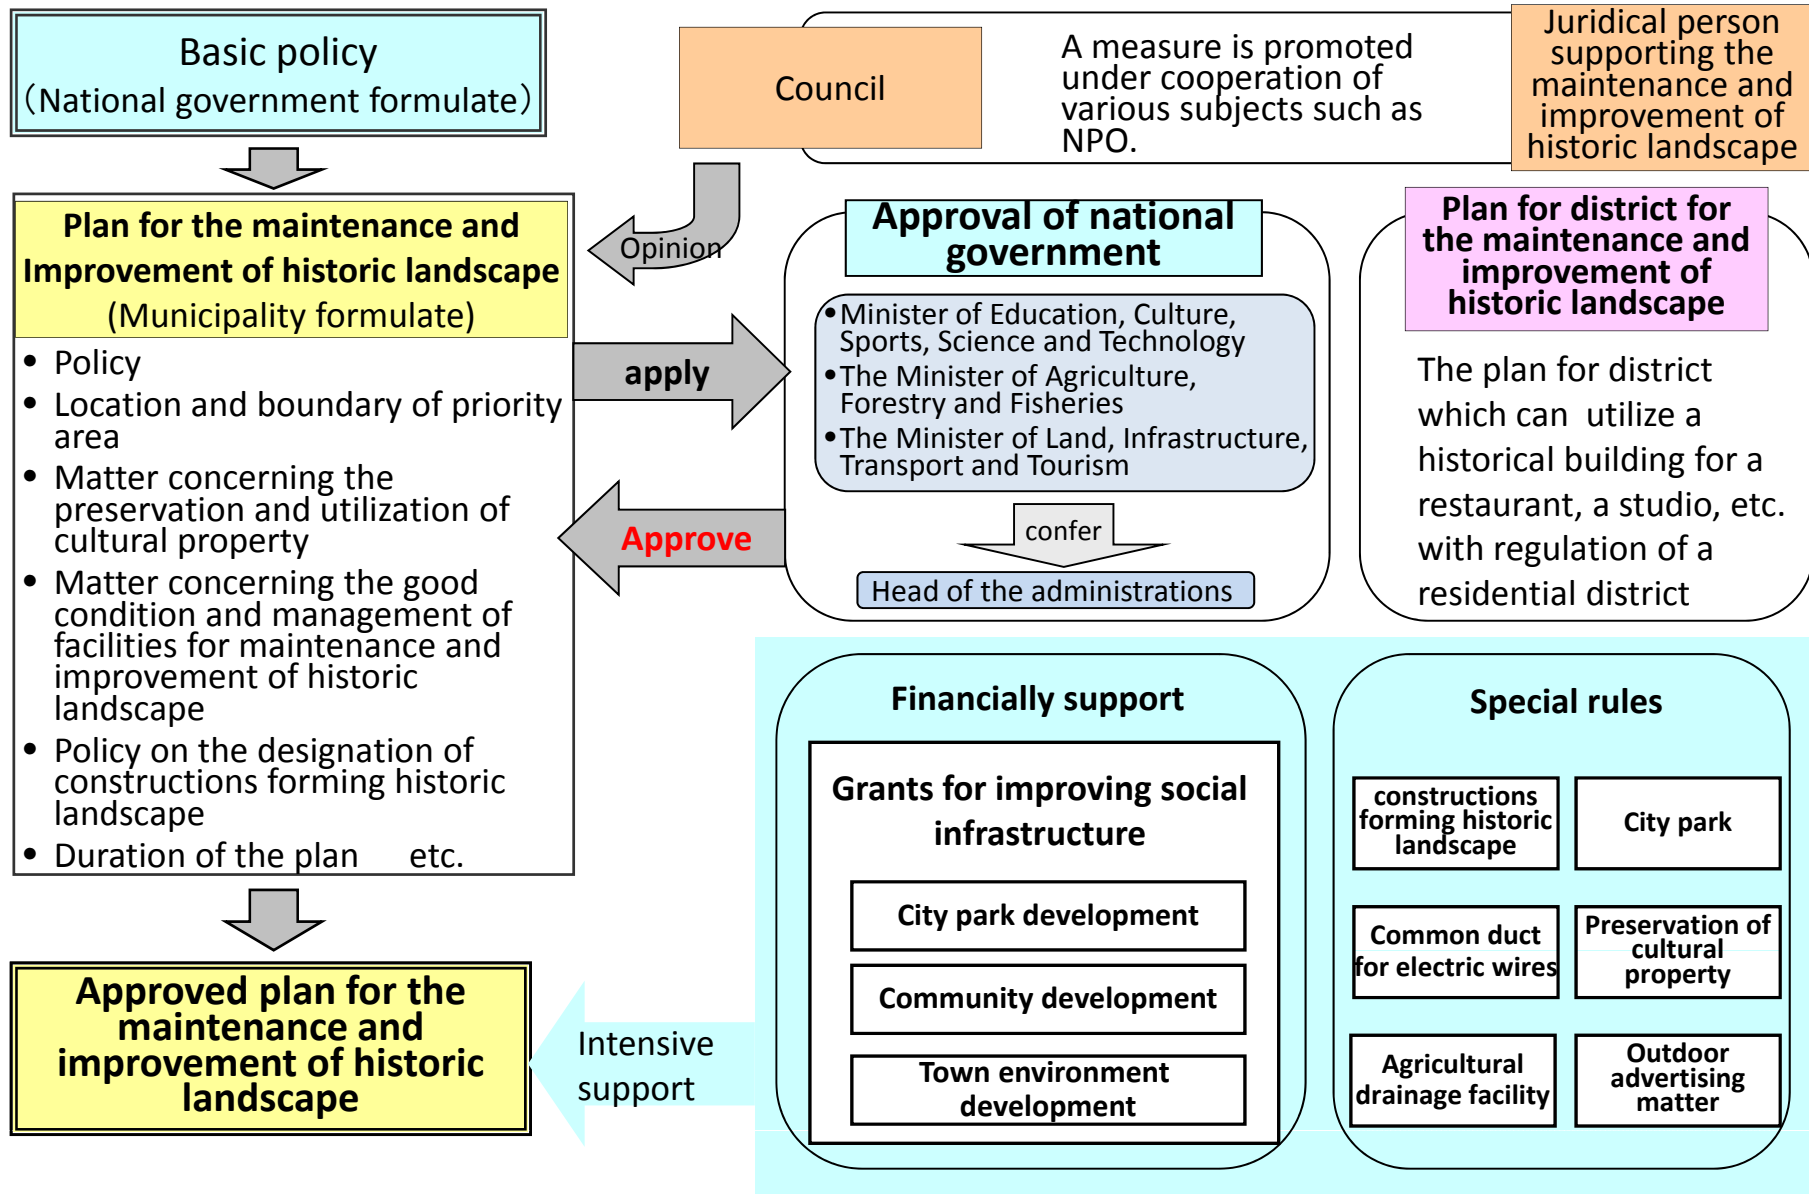 Basic policy
（National government formulate）
Council
A measure is promoted
under cooperation of
various subjects such as
NPO.
Juridical person
supporting the
maintenance and
improvement of
historic landscape
Plan for the maintenance and
Improvement of historic landscape
(Municipality formulate)
• Policy
• Location and boundary of priority
area
• Matter concerning the
preservation and utilization of
cultural property
• Matter concerning the good
condition and management of
facilities for maintenance and
improvement of historic
landscape
• Policy on the designation of
constructions forming historic
landscape
• Duration of the plan etc.
Opinion
apply
Approve
Approval of national
government
•Minister of Education, Culture,
Sports, Science and Technology
•The Minister of Agriculture,
Forestry and Fisheries
•The Minister of Land, Infrastructure,
Transport and Tourism
confer
Head of the administrations
Plan for district for
the maintenance and
improvement of
historic landscape
The plan for district
which can utilize a
historical building for a
restaurant, a studio, etc.
with regulation of a
residential district
Approved plan for the
maintenance and
improvement of historic
landscape
Intensive
support
Financially support
Grants for improving social
infrastructure
City park development
Community development
Town environment
development
Special rules
constructions
forming historic
landscape
City park
Common duct
for electric wires
Preservation of
cultural
property
Agricultural
drainage facility
Outdoor
advertising
matter